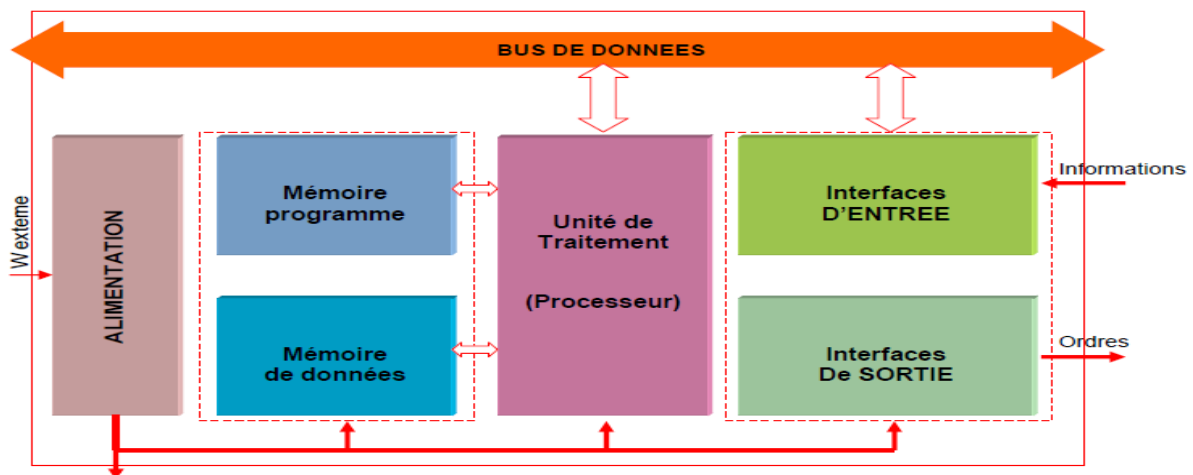 BUS DE DONNEES
W externe
ALIMENTATION
Mémoire
programme
Mémoire
de données
Unité de
Traitement
(Processeur)
Interfaces
D'ENTREE
Interfaces
De SORTIE
Informations
Ordres